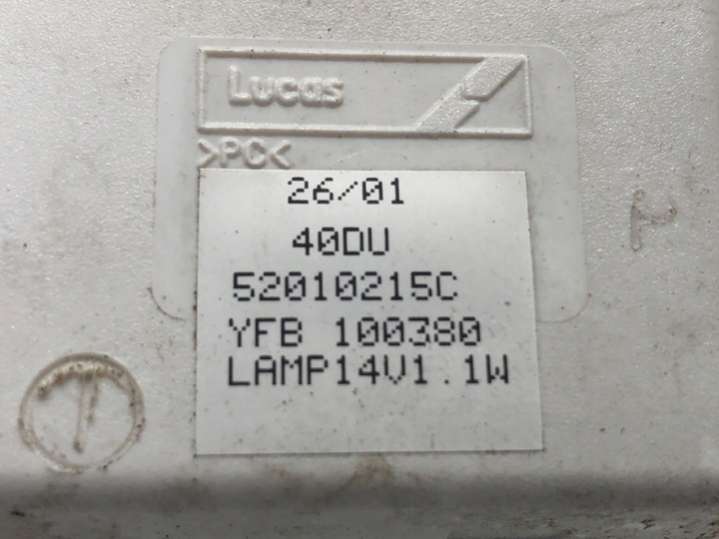 Lucas
>PC<
26/01
40DU
52010215C
YFB 100380
LAMP14V1.1W